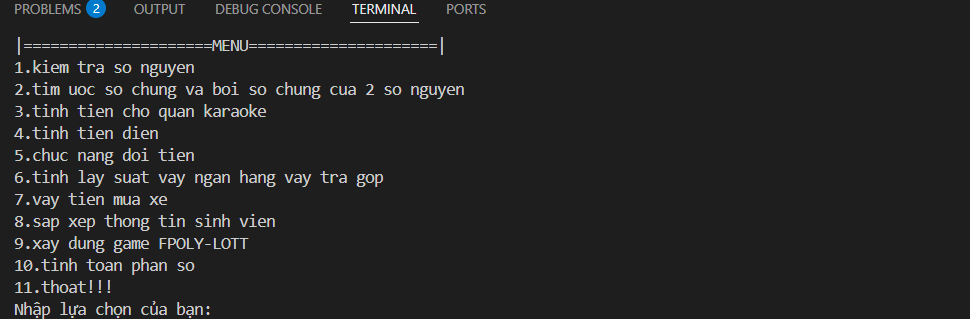 PROBLEMS 2 OUTPUT DEBUG CONSOLE TERMINAL PORTS
|=====================MENU=====================|
1.kiem tra so nguyen
2.tim uoc so chung va boi so chung cua 2 so nguyen
3.tinh tien cho quan karaoke
4.tinh tien dien
5.chuc nang doi tien
6.tinh lay suat vay ngan hang vay tra gop
7.vay tien mua xe
8.sap xep thong tin sinh vien
9.xay dung game FPOLY-LOTT
10.tinh toan phan so
11.thoat!!!
Nhập lựa chọn của bạn: